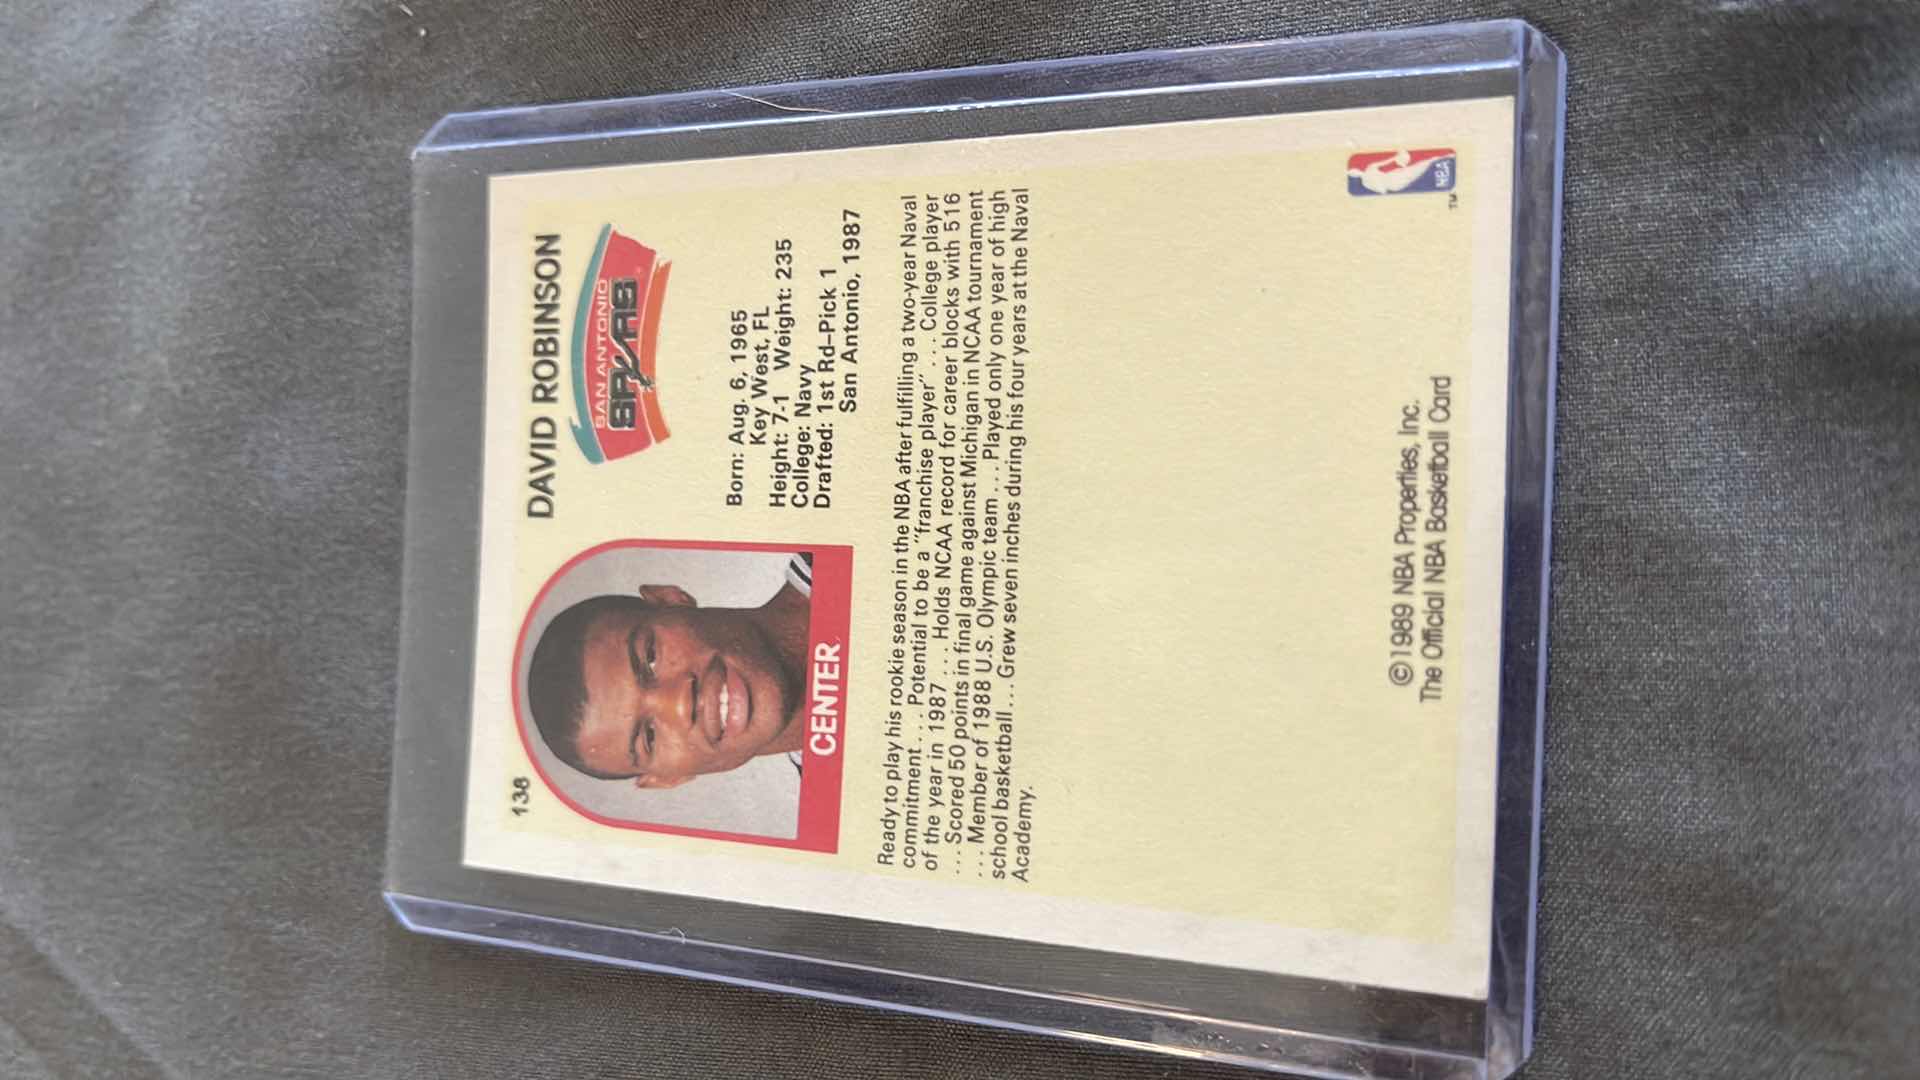 138
DAVID ROBINSON
SAN ANTONIO
SPURS
Born: Aug. 6, 1965
Key West, FL
Height: 7-1 Weight: 235
College: Navy
Drafted: 1st Rd-Pick 1
San Antonio, 1987
CENTER
Ready to play his rookie season in the NBA after fulfilling a two-year Naval
commitment . . . Potential to be a "franchise player" . . . College player
of the year in 1987 . . . Holds NCAA record for career blocks with 516
. . . Scored 50 points in final game against Michigan in NCAA tournament
. . . Member of 1988 U.S. Olympic team . . . Played only one year of high
school basketball . . . Grew seven inches during his four years at the Naval
Academy.
©1989 NBA Properties, Inc.
The Official NBA Basketball Card
NBA
TM